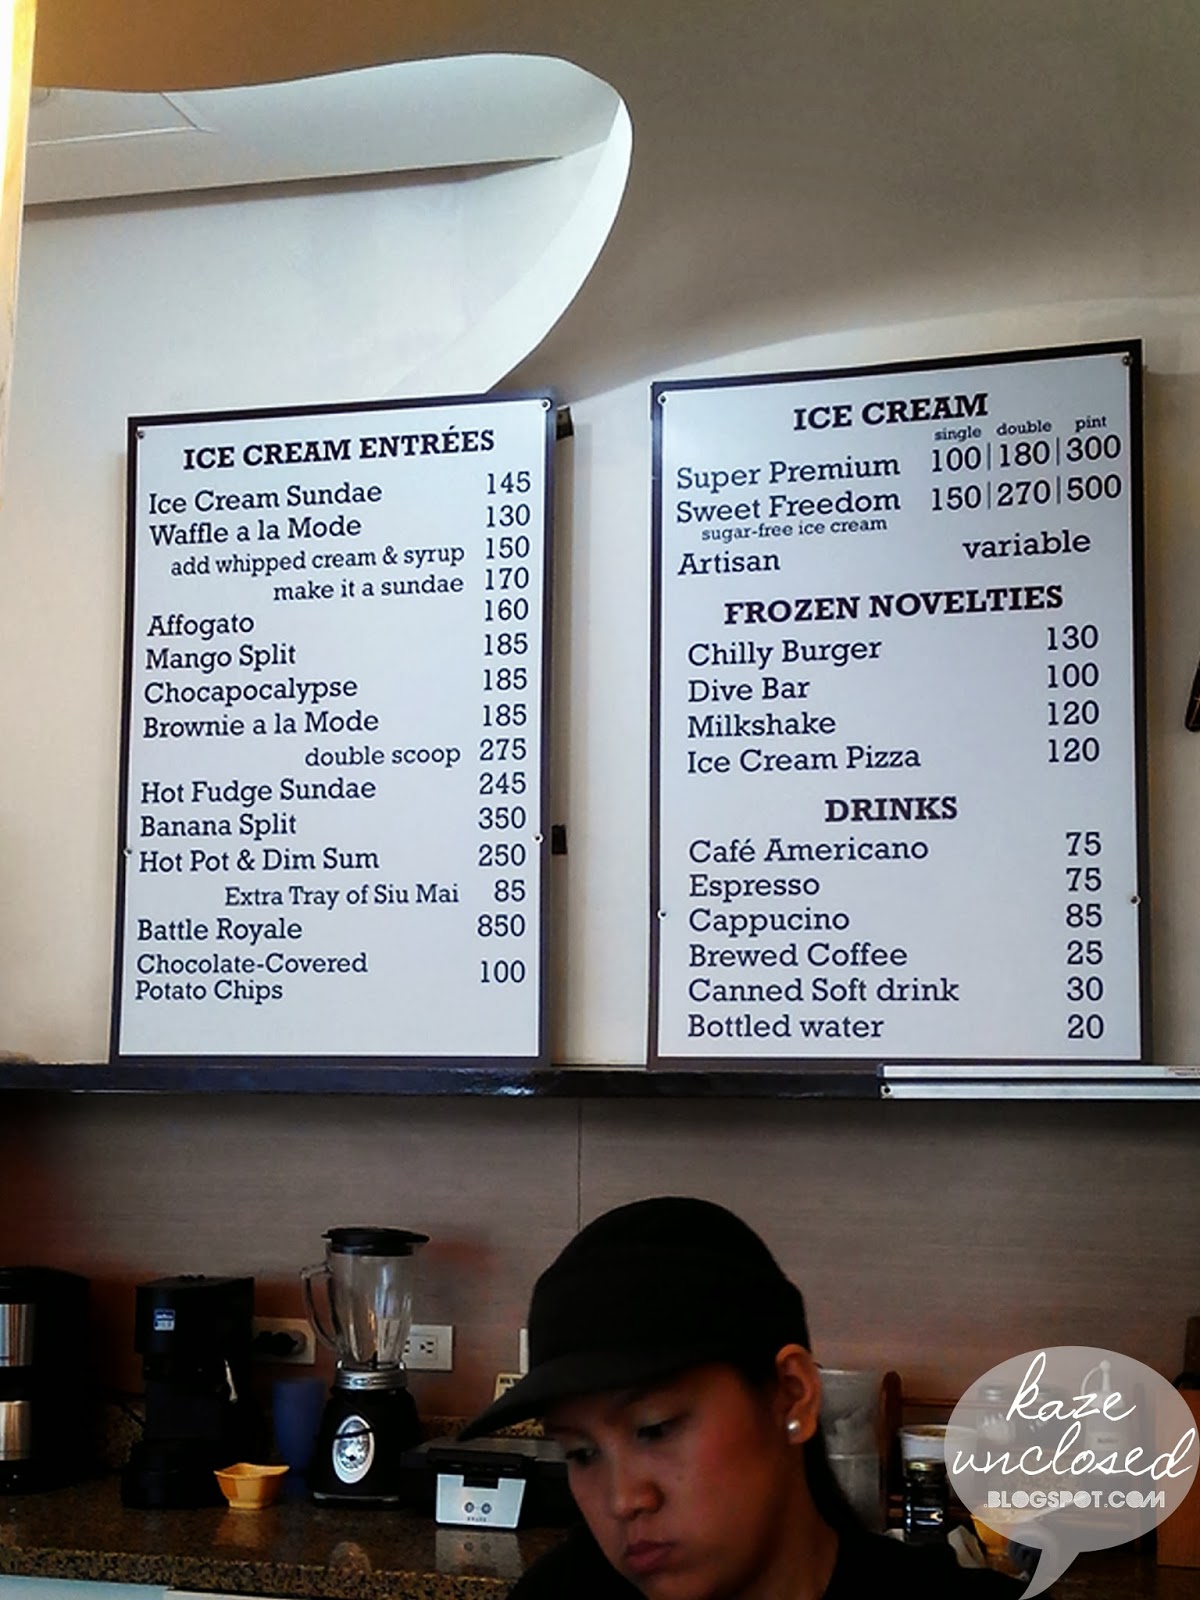 ICE CREAM ENTRÉES
Ice Cream Sundae 145
Waffle a la Mode 130
add whipped cream & syrup 150
make it a sundae 170
Affogato 160
Mango Split 185
Chocapocalypse 185
Brownie a la Mode 185
double scoop 275
Hot Fudge Sundae 245
Banana Split 350
Hot Pot & Dim Sum 250
Extra Tray of Siu Mai 85
Battle Royale 850
Chocolate-Covered
Potato Chips 100
ICE CREAM
single double pint
Super Premium 100|180|300
Sweet Freedom 150|270|500
sugar-free ice cream
Artisan variable
FROZEN NOVELTIES
Chilly Burger 130
Dive Bar 100
Milkshake 120
Ice Cream Pizza 120
DRINKS
Café Americano 75
Espresso 75
Cappucino 85
Brewed Coffee 25
Canned Soft drink 30
Bottled water 20
kaze
unclosed
.BLOGSPOT.COM